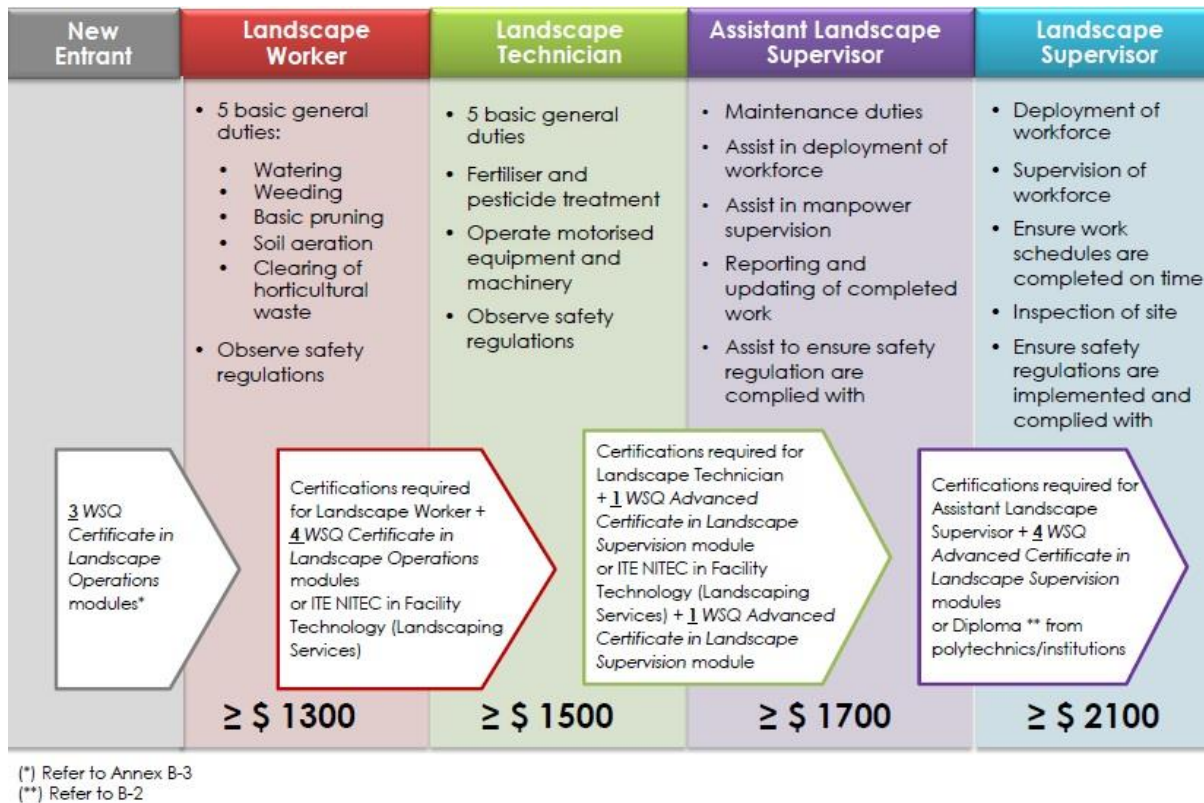 New
Entrant
Landscape
Worker
Landscape
Technician
Assistant Landscape
Supervisor
Landscape
Supervisor
• 5 basic general
duties:
• Watering
• Weeding
• Basic pruning
• Soil aeration
• Clearing of
horticultural
waste
• Observe safety
regulations
• 5 basic general
duties
• Fertiliser and
pesticide treatment
• Operate motorised
equipment and
machinery
• Observe safety
regulations
• Maintenance duties
• Assist in deployment of
workforce
• Assist in manpower
supervision
• Reporting and
updating of completed
work
• Assist to ensure safety
regulation are
complied with
• Deployment of
workforce
• Supervision of
workforce
• Ensure work
schedules are
completed on time
• Inspection of site
• Ensure safety
regulations are
implemented and
complied with
3 WSQ
Certificate in
Landscape
Operations
modules*
Certifications required
for Landscape Worker +
4 WSQ Certificate in
Landscape Operations
modules
or ITE NITEC in Facility
Technology (Landscaping
Services)
Certifications required for
Landscape Technician
+ 1 WSQ Advanced
Certificate in Landscape
Supervision module
or ITE NITEC in Facility
Technology (Landscaping
Services) + 1 WSQ Advanced
Certificate in Landscape
Supervision module
Certifications required for
Assistant Landscape
Supervisor + 4 WSQ
Advanced Certificate in
Landscape Supervision
modules
or Diploma ** from
polytechnics/institutions
≥ $ 1300
≥ $ 1500
≥ $ 1700
≥ $ 2100
(*) Refer to Annex B-3
(**) Refer to B-2